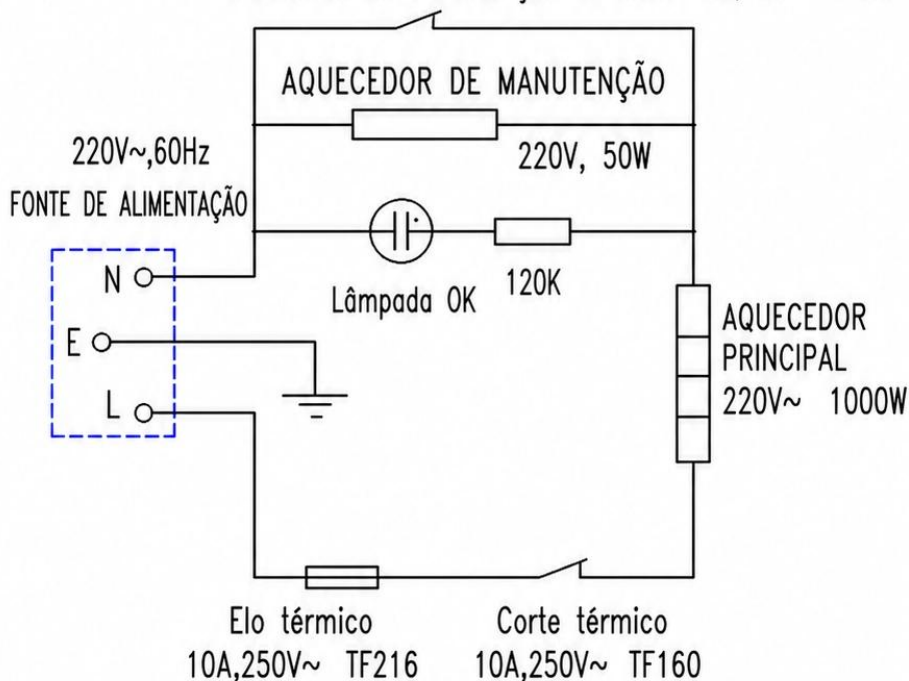 AQUECEDOR DE MANUTENÇÃO
220V, 50W
220V~,60Hz
FONTE DE ALIMENTAÇÃO
N
E
L
Lâmpada OK
120K
AQUECEDOR
PRINCIPAL
220V~ 1000W
Elo térmico
10A,250V~ TF216
Corte térmico
10A,250V~ TF160